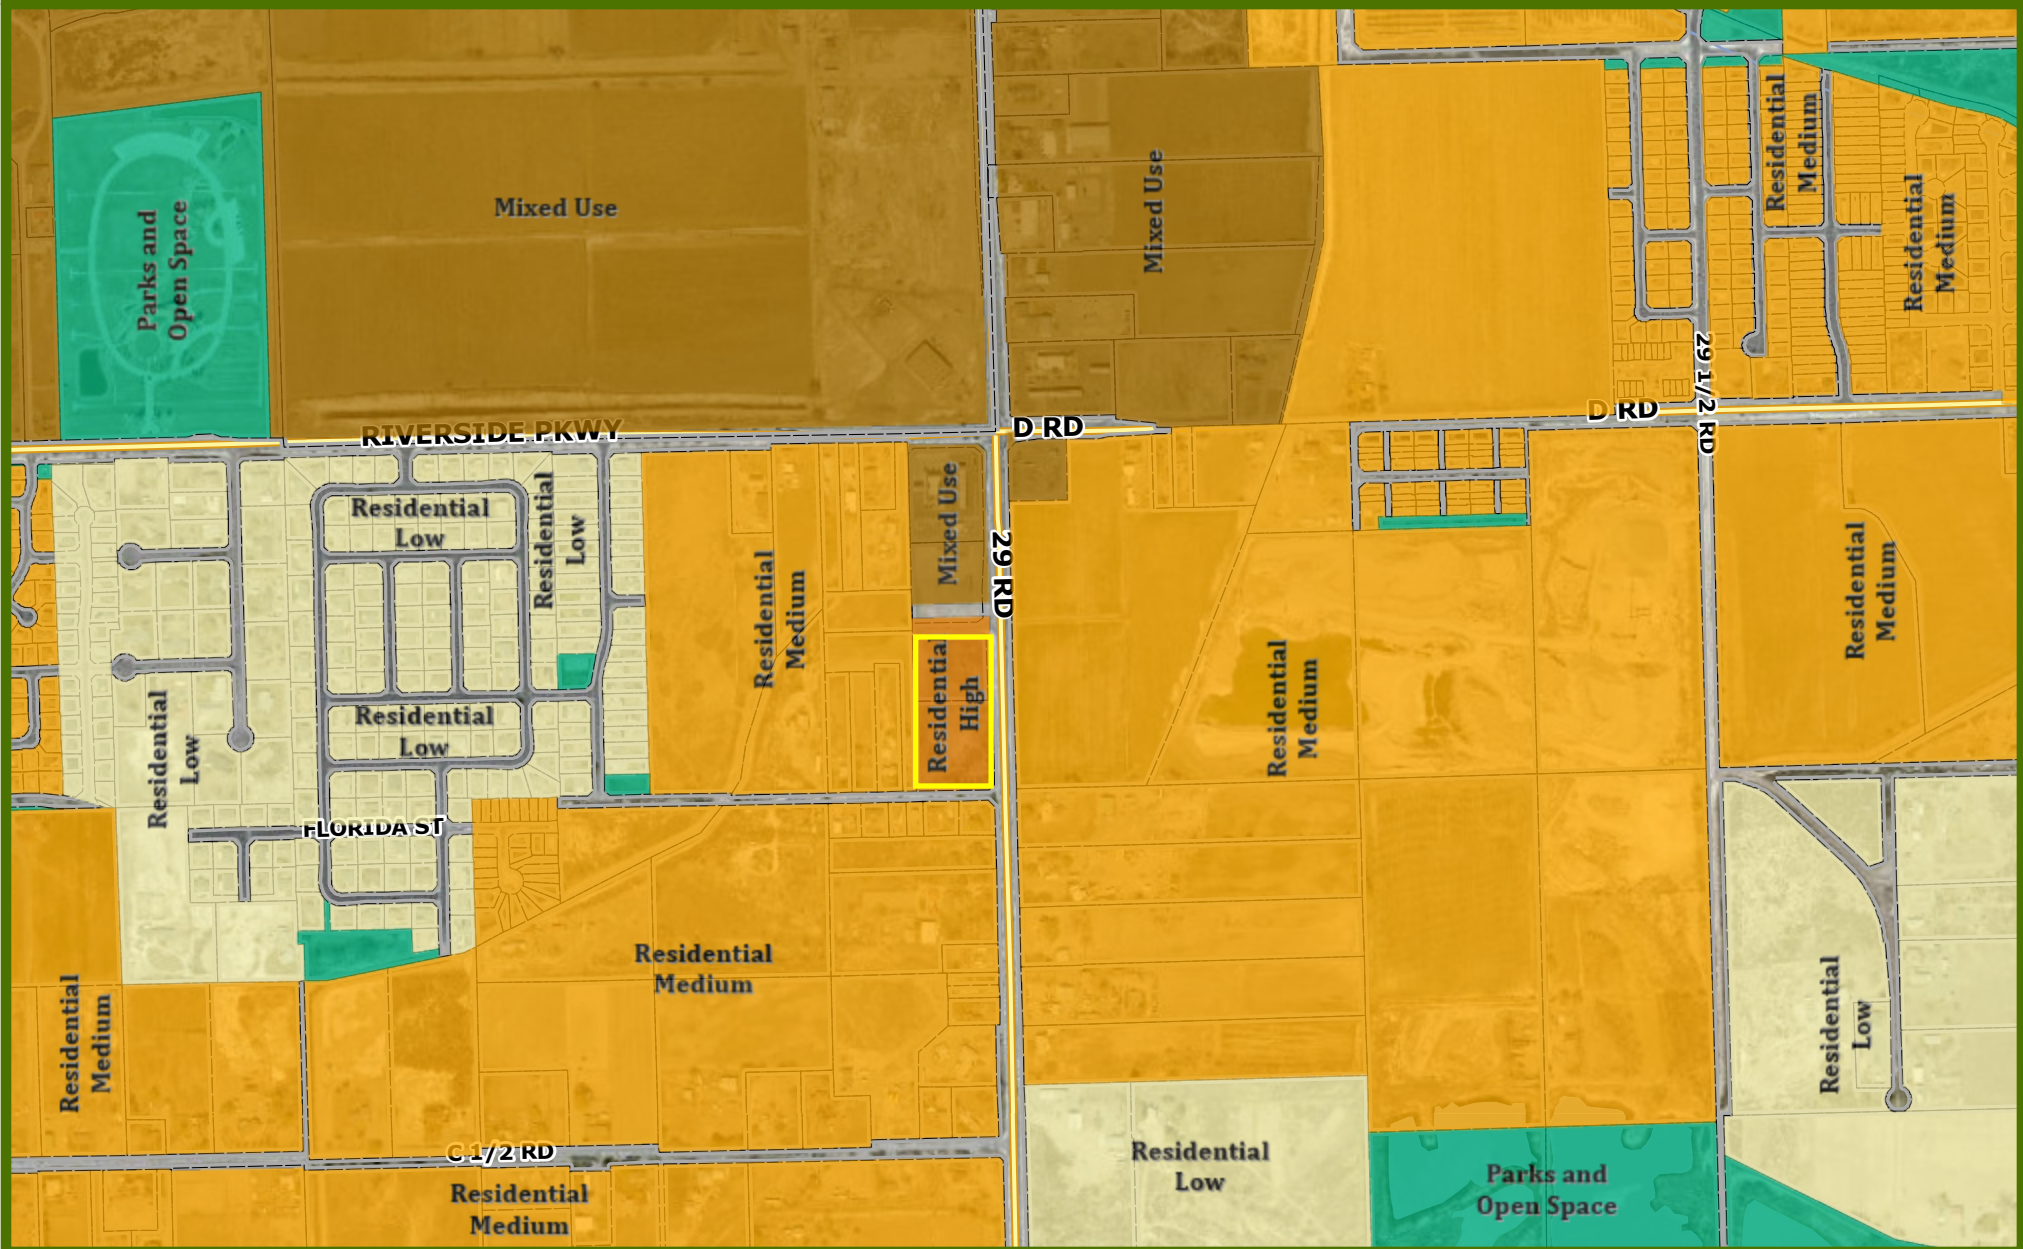 Mixed Use
Mixed Use
Parks and
Open Space
Residential
Medium
Residential
Medium
29 1/2 RD
D RD
D RD
RIVERSIDE PKWY
Residential
Low
Residential
Low
Mixed Use
29 RD
Residential
Medium
Residential
High
Residential
Medium
Residential
Medium
Residential
Low
Residential
Low
FLORIDA ST
Residential
Medium
Residential
Medium
Residential
Low
C 1/2 RD
Residential
Low
Parks and
Open Space
Residential
Medium